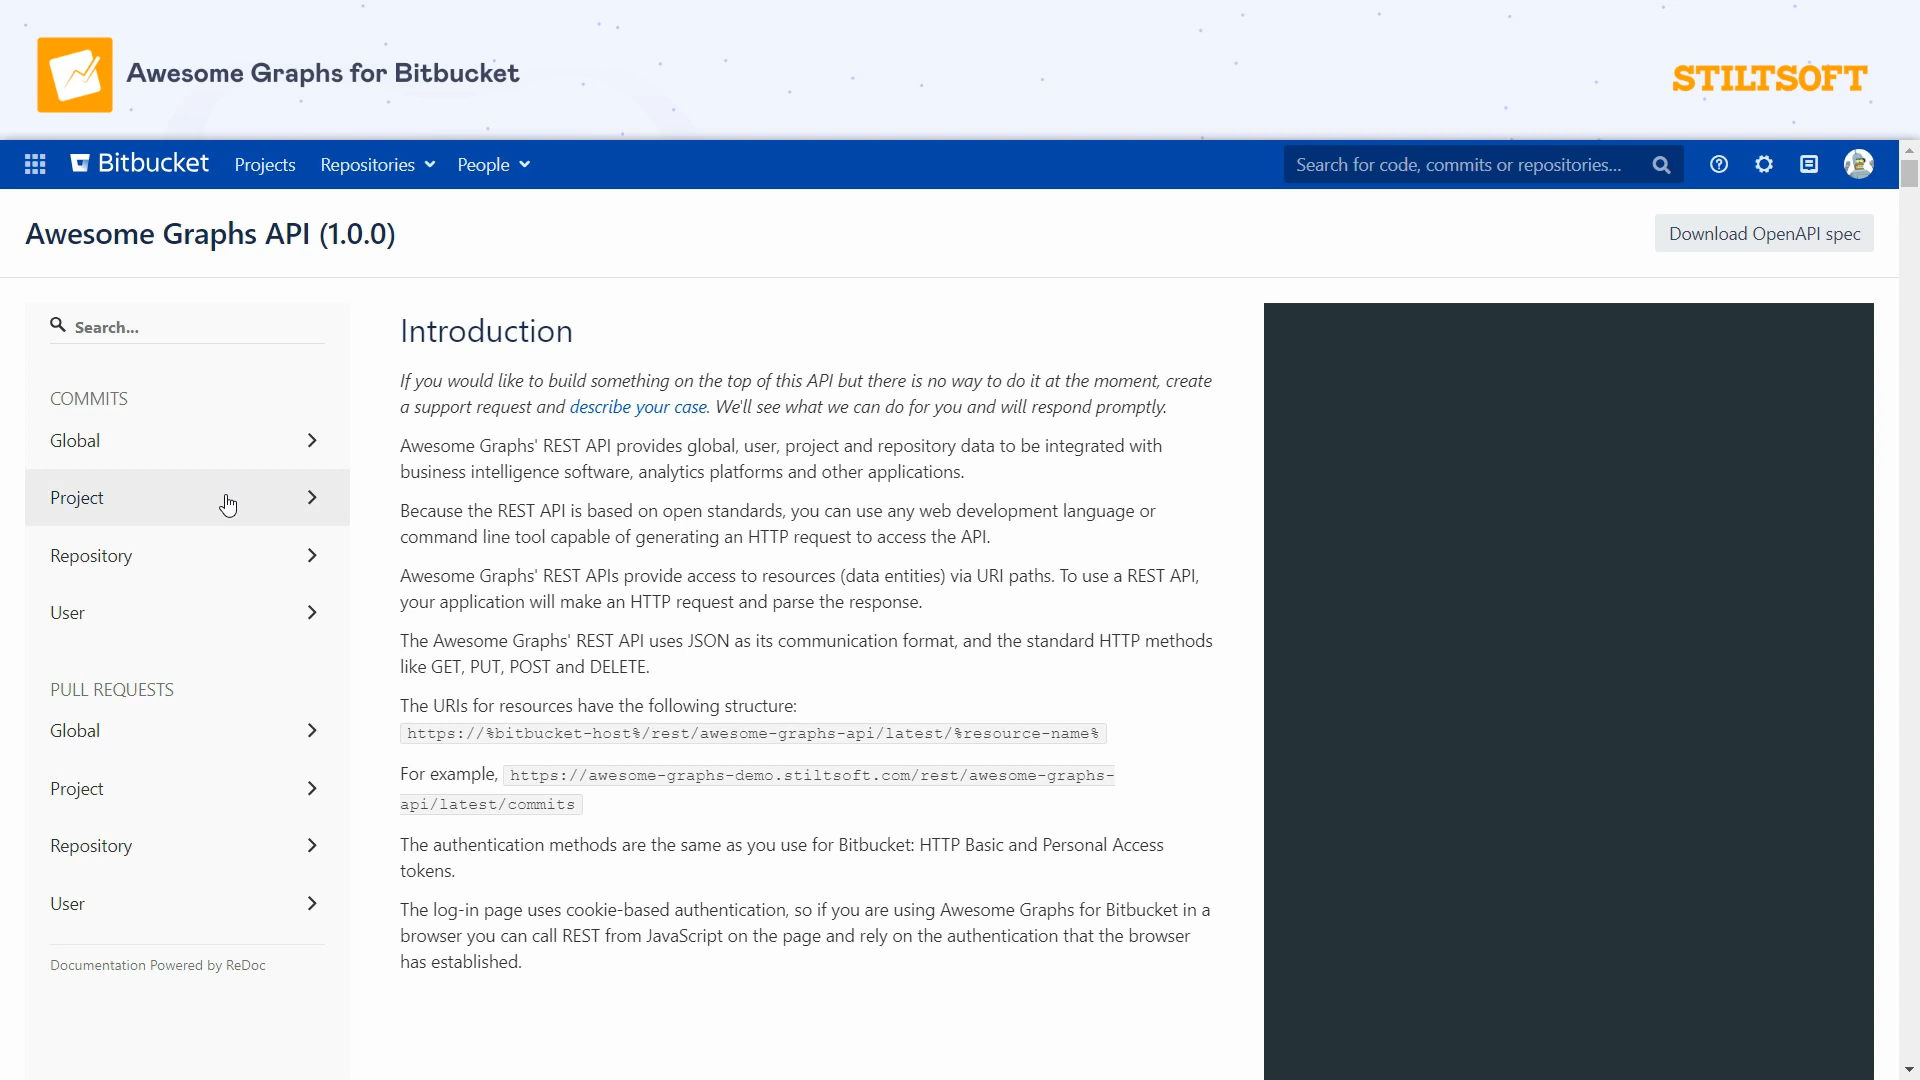 Awesome Graphs for Bitbucket
STILTSOFT
Bitbucket Projects Repositories People Search for code, commits or repositories...
Awesome Graphs API (1.0.0)
Download OpenAPI spec
Search...
COMMITS
Global
Project
Repository
User
PULL REQUESTS
Global
Project
Repository
User
Documentation Powered by ReDoc
Introduction
If you would like to build something on the top of this API but there is no way to do it at the moment, create
a support request and describe your case. We'll see what we can do for you and will respond promptly.
Awesome Graphs' REST API provides global, user, project and repository data to be integrated with
business intelligence software, analytics platforms and other applications.
Because the REST API is based on open standards, you can use any web development language or
command line tool capable of generating an HTTP request to access the API.
Awesome Graphs' REST APIs provide access to resources (data entities) via URI paths. To use a REST API,
your application will make an HTTP request and parse the response.
The Awesome Graphs' REST API uses JSON as its communication format, and the standard HTTP methods
like GET, PUT, POST and DELETE.
The URIs for resources have the following structure:
https://%bitbucket-host%/rest/awesome-graphs-api/latest/%resource-name%
For example, https://awesome-graphs-demo.stiltsoft.com/rest/awesome-graphs-
api/latest/commits
The authentication methods are the same as you use for Bitbucket: HTTP Basic and Personal Access
tokens.
The log-in page uses cookie-based authentication, so if you are using Awesome Graphs for Bitbucket in a
browser you can call REST from JavaScript on the page and rely on the authentication that the browser
has established.